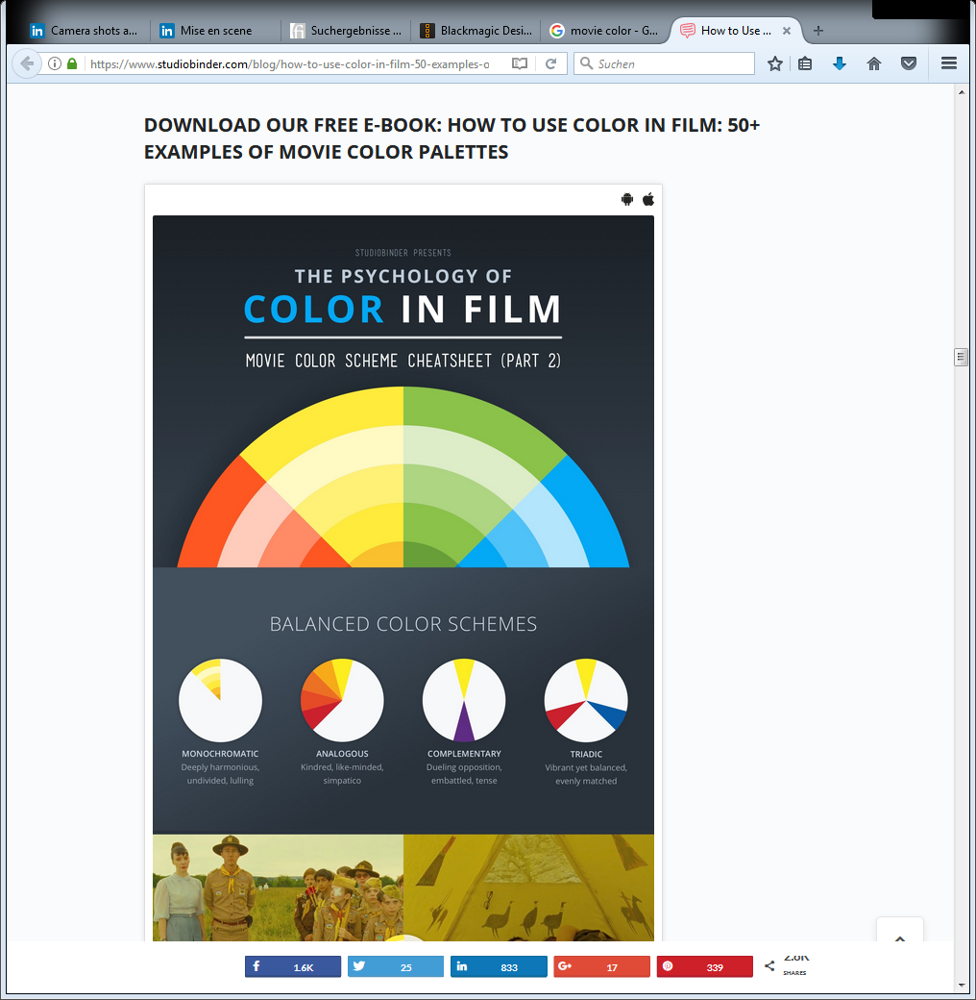 Camera shots a...
Mise en scene
Suchergebnisse ...
Blackmagic Desi...
movie color - G...
How to Use ...
https://www.studiobinder.com/blog/how-to-use-color-in-film-50-examples-o
Suchen
DOWNLOAD OUR FREE E-BOOK: HOW TO USE COLOR IN FILM: 50+
EXAMPLES OF MOVIE COLOR PALETTES
STUDIOBINDER PRESENTS
THE PSYCHOLOGY OF
COLOR IN FILM
MOVIE COLOR SCHEME CHEATSHEET (PART 2)
BALANCED COLOR SCHEMES
MONOCHROMATIC
Deeply harmonious,
undivided, lulling
ANALOGOUS
Kindred, like-minded,
simpatico
COMPLEMENTARY
Dueling opposition,
embattled, tense
TRIADIC
Vibrant yet balanced,
evenly matched
1.6K
25
833
17
339
2.8K
SHARES